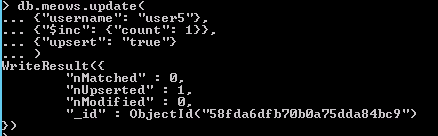 > db.meows.update(
... {"username": "user5"},
... {"$inc": {"count": 1}},
... {"upsert": "true"}
... )
WriteResult({
"nMatched" : 0,
"nUpserted" : 1,
"nModified" : 0,
"_id" : ObjectId("58fda6dfb70b0a75dda84bc9")
})